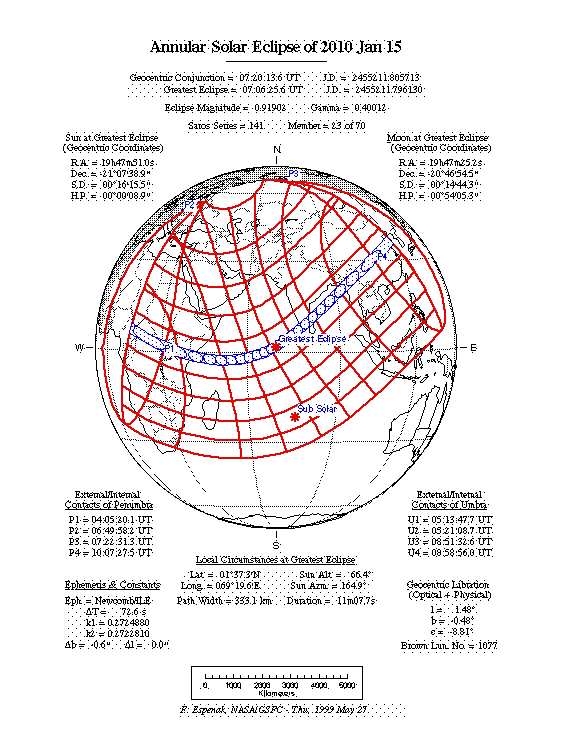 Annular Solar Eclipse of 2010 Jan 15
Geocentric Conjunction = 07:20:13.6 UT J.D. = 2455211.805713
Greatest Eclipse = 07:06:25.6 UT J.D. = 2455211.796130
Eclipse Magnitude = 0.91902 Gamma = 0.40012
Saros Series = 141 Member = 23 of 70
Sun at Greatest Eclipse
(Geocentric Coordinates)
R.A. = 19h47m51.0s
Dec. = -21°07'38.9"
S.D. = 00°16'15.5"
H.P. = 00°00'08.9"
Moon at Greatest Eclipse
(Geocentric Coordinates)
R.A. = 19h47m25.2s
Dec. = -20°46'54.5"
S.D. = 00°14'44.3"
H.P. = 00°54'05.3"
N
P3
P2
P4
P1
Greatest Eclipse
Sub Solar
W
E
S
External/Internal
Contacts of Penumbra
P1 = 04:05:20.1 UT
P2 = 06:49:58.2 UT
P3 = 07:22:31.3 UT
P4 = 10:07:27.5 UT
External/Internal
Contacts of Umbra
U1 = 05:13:47.7 UT
U2 = 05:21:08.7 UT
U3 = 08:51:32.6 UT
U4 = 08:58:56.0 UT
Local Circumstances at Greatest Eclipse
Lat. = 01°37.3'N Sun Alt. = 66.4°
Long. = 069°19.6'E Sun Azm. = 164.9°
Path Width = 333.1 km Duration = 11m07.7s
Ephemeris & Constants
Eph. = Newcomb/ILE
ΔT = 72.6 s
k1 = 0.2724880
k2 = 0.2722810
Δb = -0.6" Δl = 0.0"
Geocentric Libration
(Optical + Physical)
l = 1.48°
b = -0.48°
c = -8.81°
Brown Lun. No. = 1077
0 1000 2000 3000 4000 5000
Kilometers
F. Espenak, NASA/GSFC - Thu, 1999 May 27